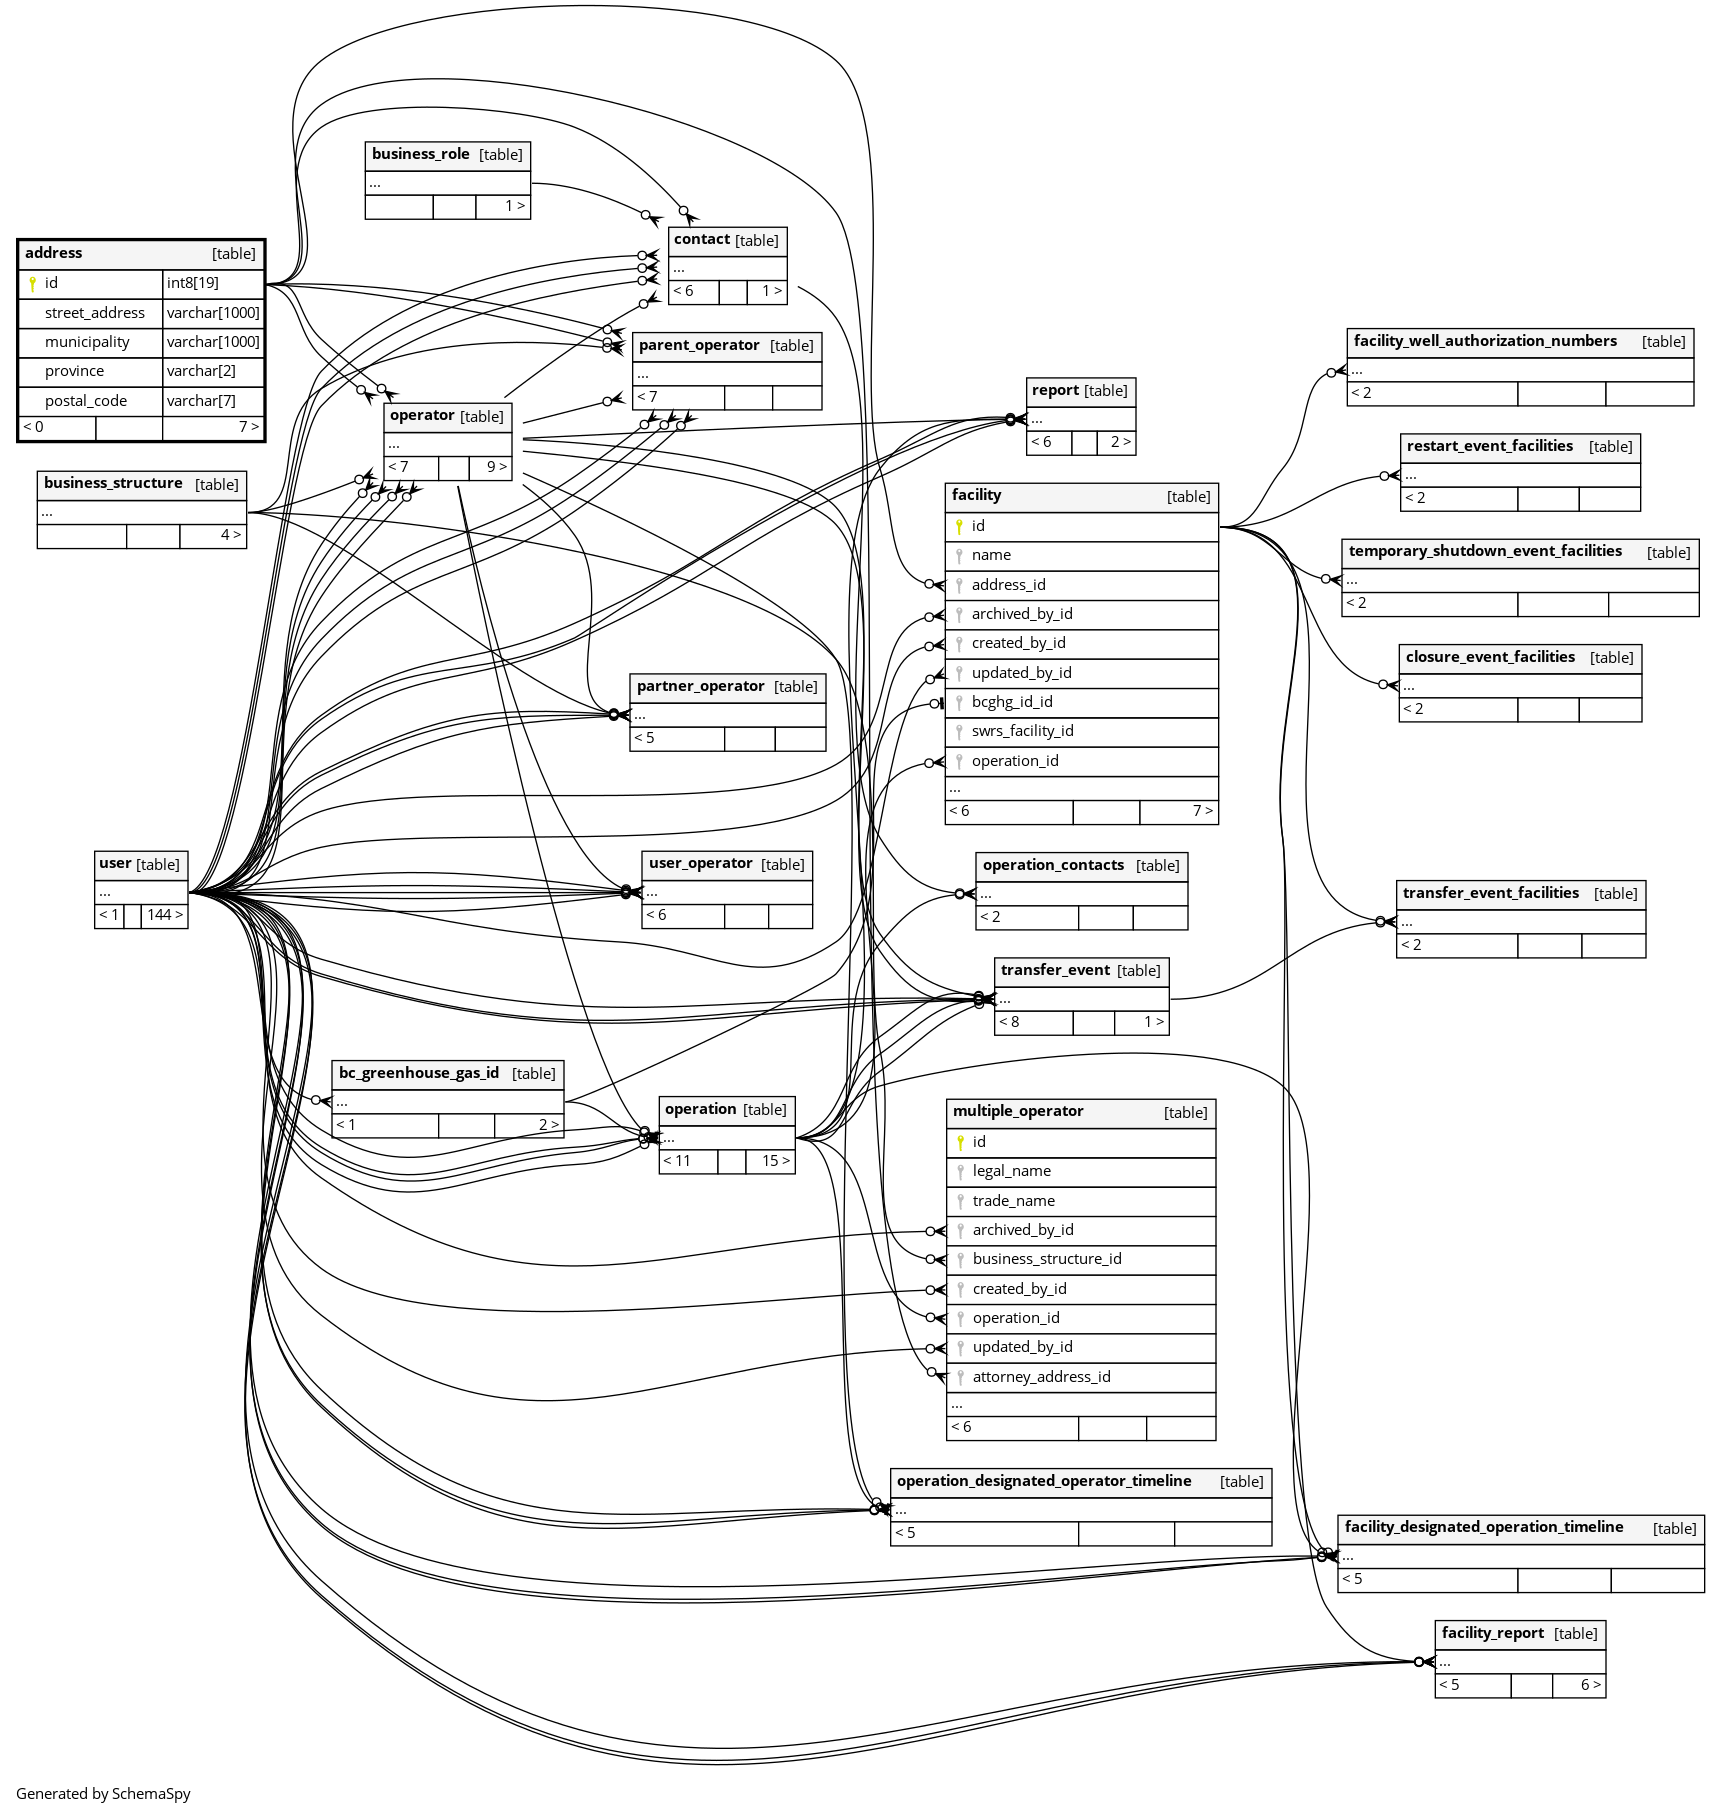 business_role [table]
...
1 >
contact [table]
...
< 6 1 >
address [table]
id int8[19]
street_address varchar[1000]
municipality varchar[1000]
province varchar[2]
postal_code varchar[7]
< 0 7 >
parent_operator [table]
...
< 7
operator [table]
...
< 7 9 >
report [table]
...
< 6 2 >
facility_well_authorization_numbers [table]
...
< 2
restart_event_facilities [table]
...
< 2
business_structure [table]
...
4 >
facility [table]
id
name
address_id
archived_by_id
created_by_id
updated_by_id
bcghg_id_id
swrs_facility_id
operation_id
...
< 6 7 >
temporary_shutdown_event_facilities [table]
...
< 2
closure_event_facilities [table]
...
< 2
partner_operator [table]
...
< 5
user [table]
...
< 1 144 >
user_operator [table]
...
< 6
operation_contacts [table]
...
< 2
transfer_event_facilities [table]
...
< 2
transfer_event [table]
...
< 8 1 >
bc_greenhouse_gas_id [table]
...
< 1 2 >
operation [table]
...
< 11 15 >
multiple_operator [table]
id
legal_name
trade_name
archived_by_id
business_structure_id
created_by_id
operation_id
updated_by_id
attorney_address_id
...
< 6
operation_designated_operator_timeline [table]
...
< 5
facility_designated_operation_timeline [table]
...
< 5
facility_report [table]
...
< 5 6 >
Generated by SchemaSpy